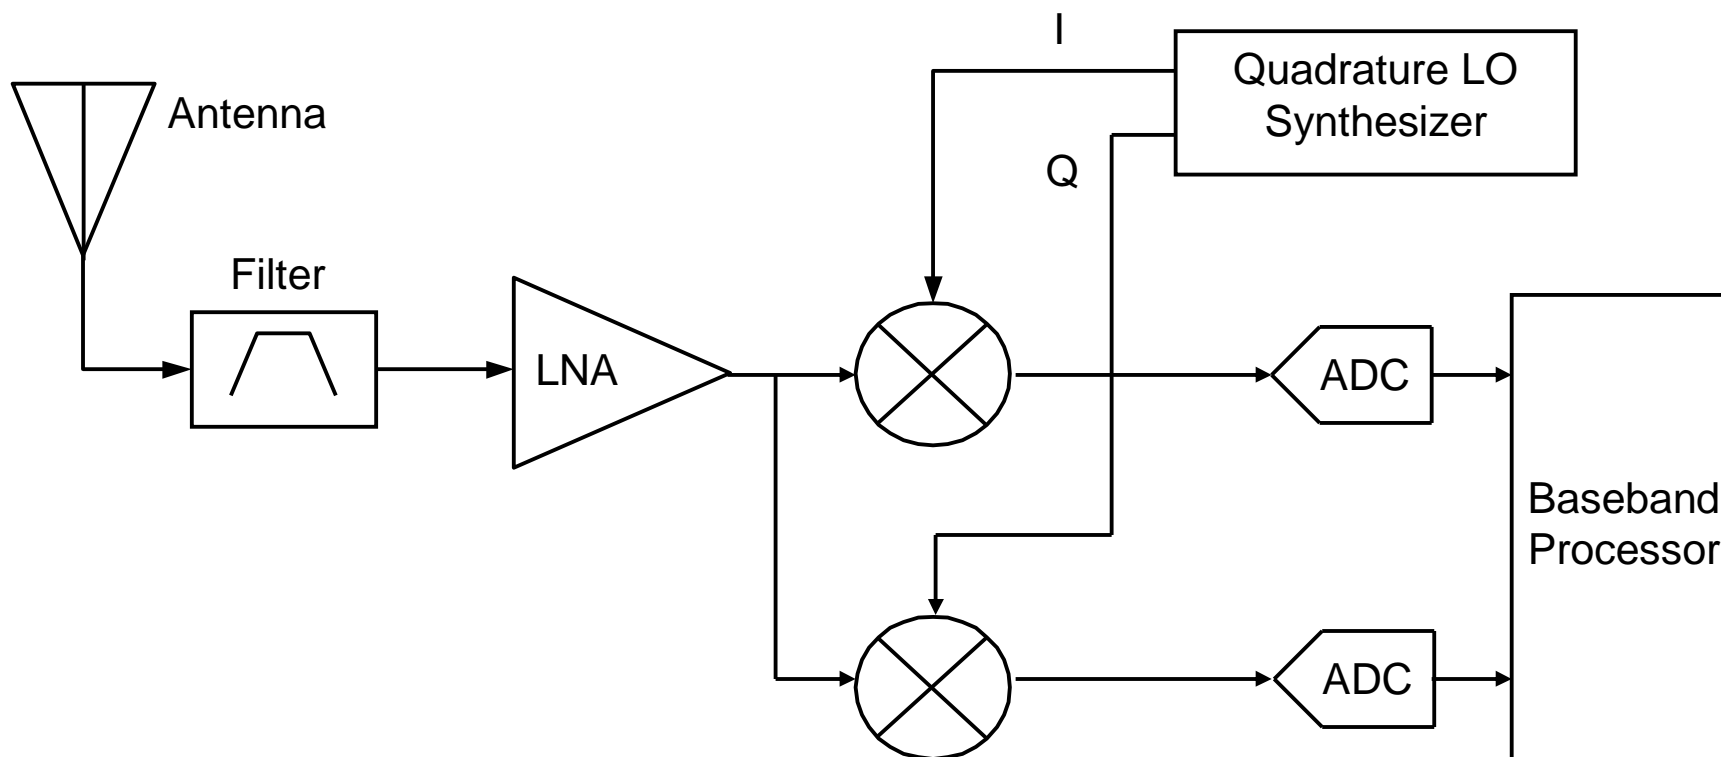 I
Quadrature LO
Synthesizer
Antenna
Q
Filter
LNA
ADC
Baseband
Processor
ADC